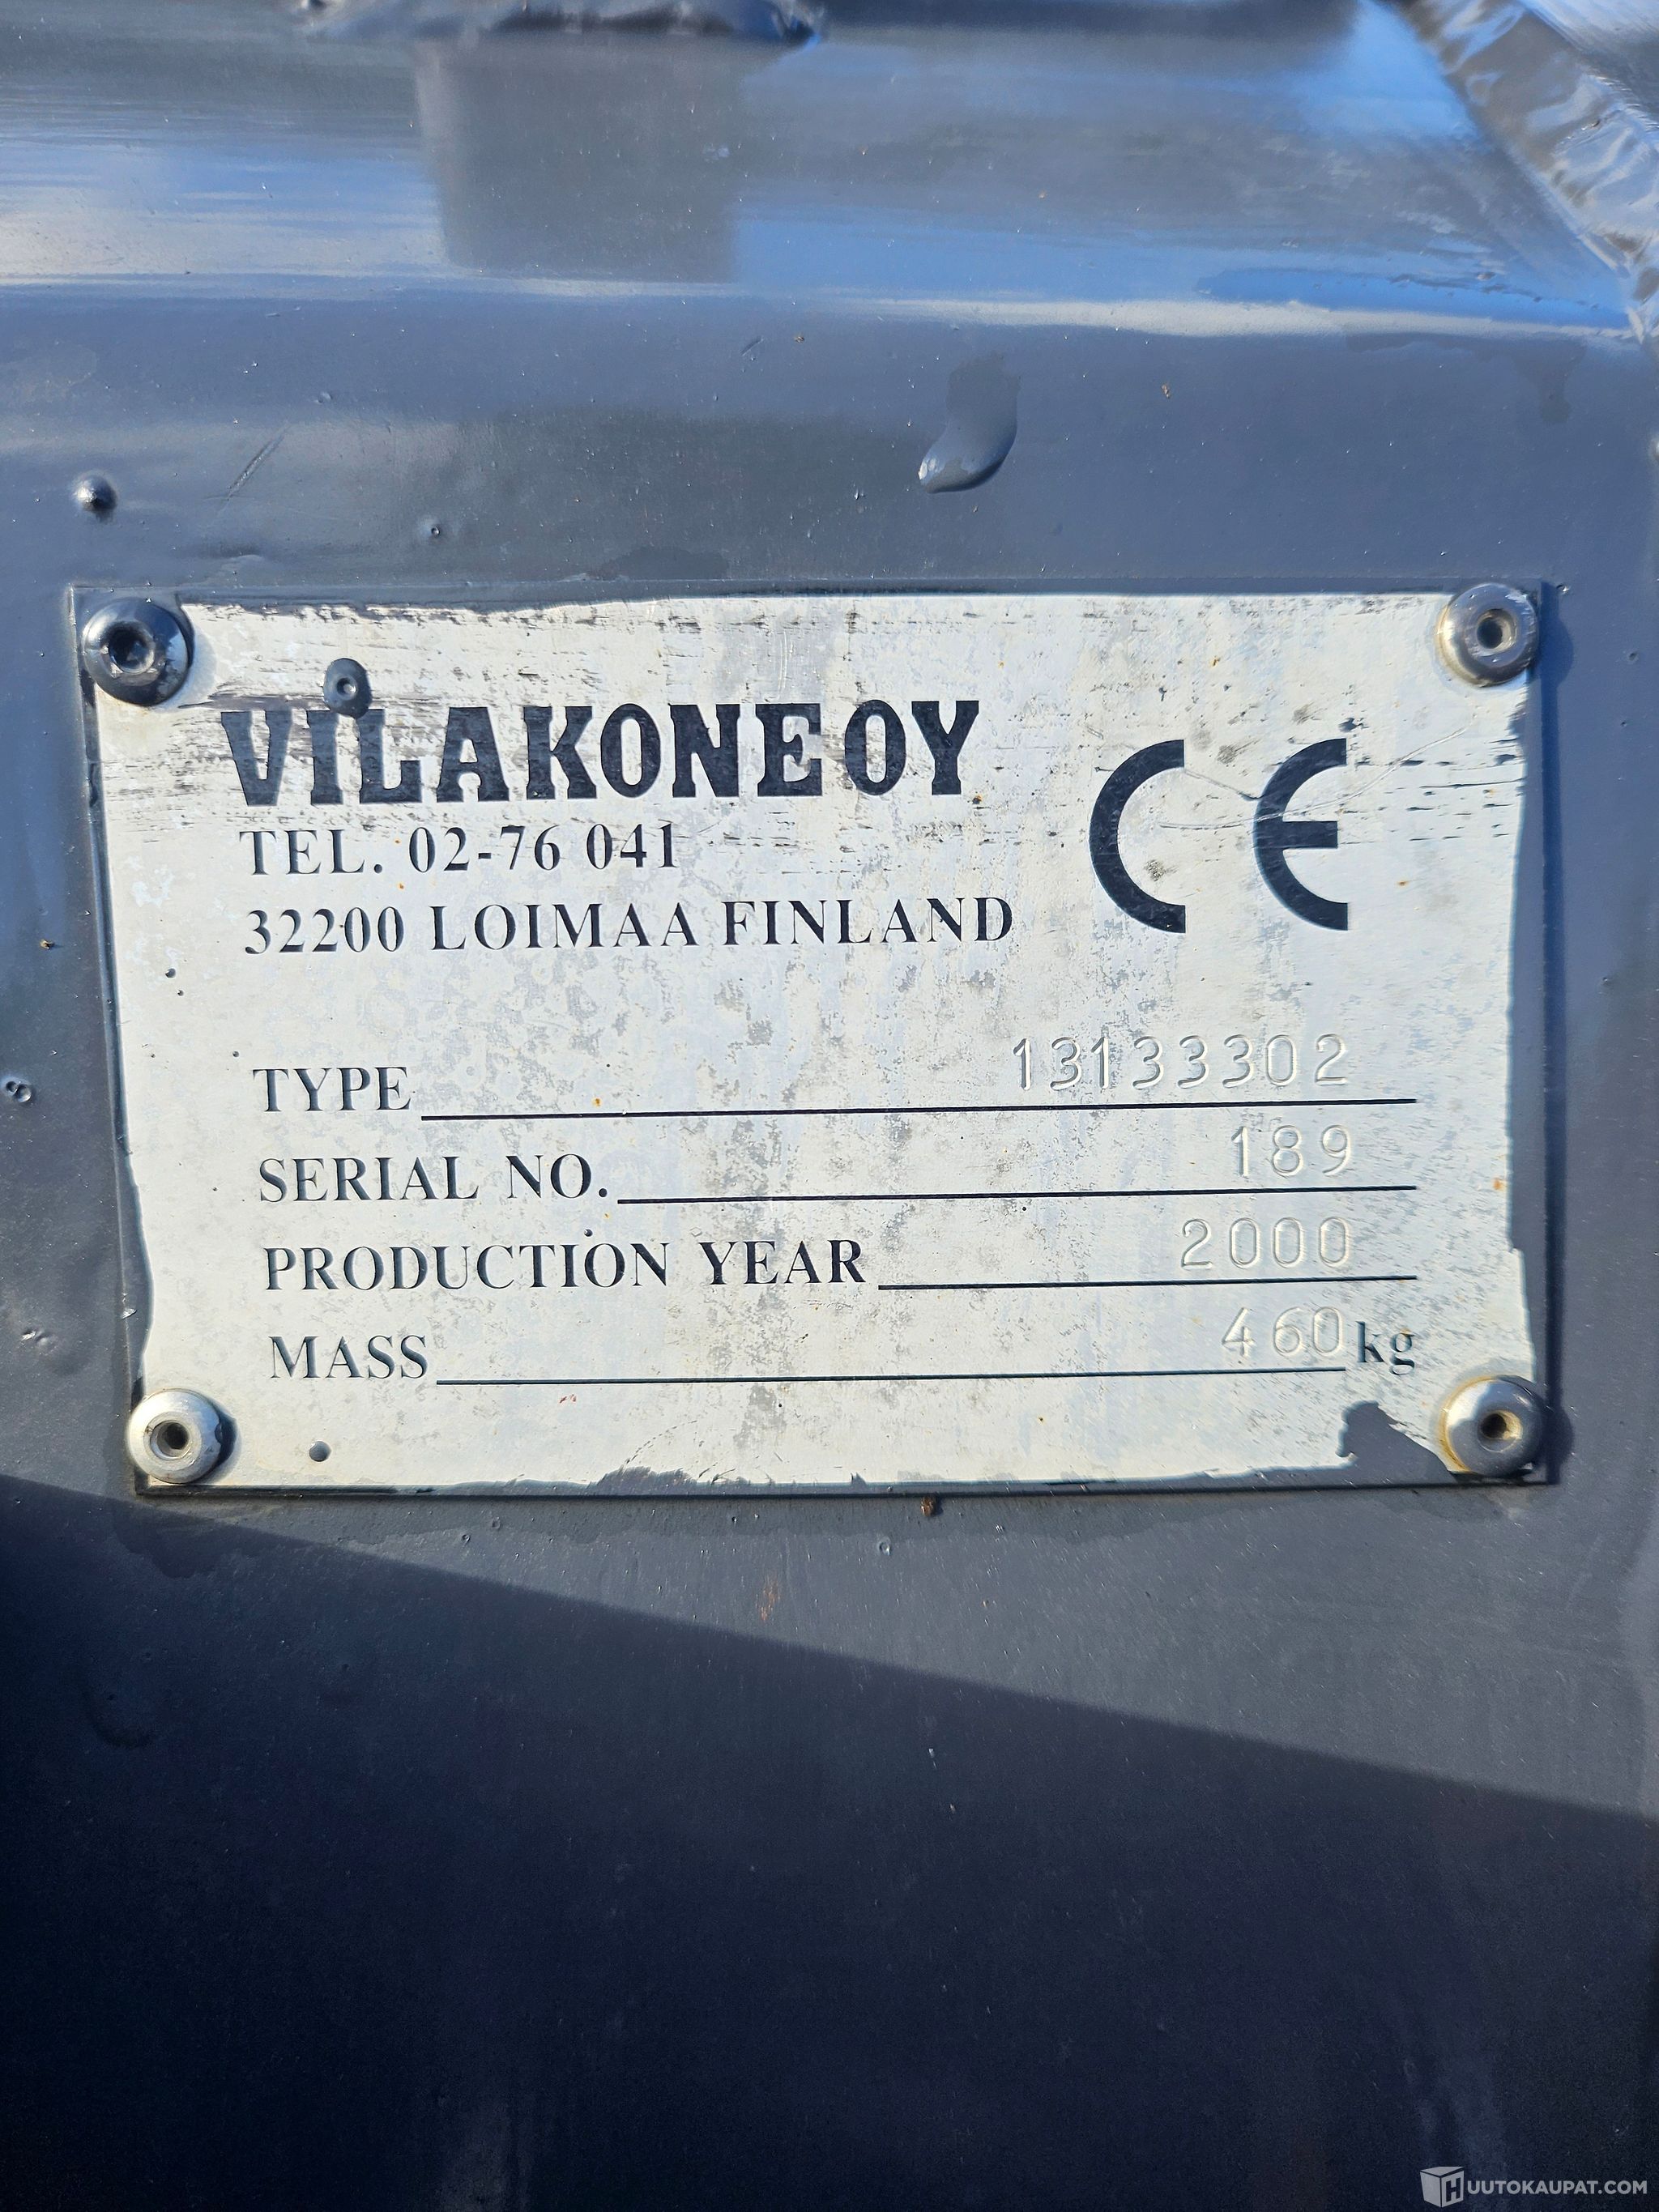 VILAKONE OY
TEL. 02-76 041
32200 LOIMAA FINLAND
CE
TYPE 13133302
SERIAL NO. 189
PRODUCTION YEAR 2000
MASS 460 kg
HUUTOKAUPAT.COM